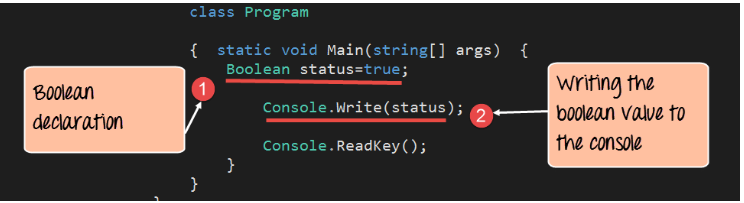 class Program
{ static void Main(string[] args) {
Boolean status=true;
Console.Write(status);
Console.ReadKey();
}
}
}
Boolean
declaration
1
2
Writing the
boolean value to
the console